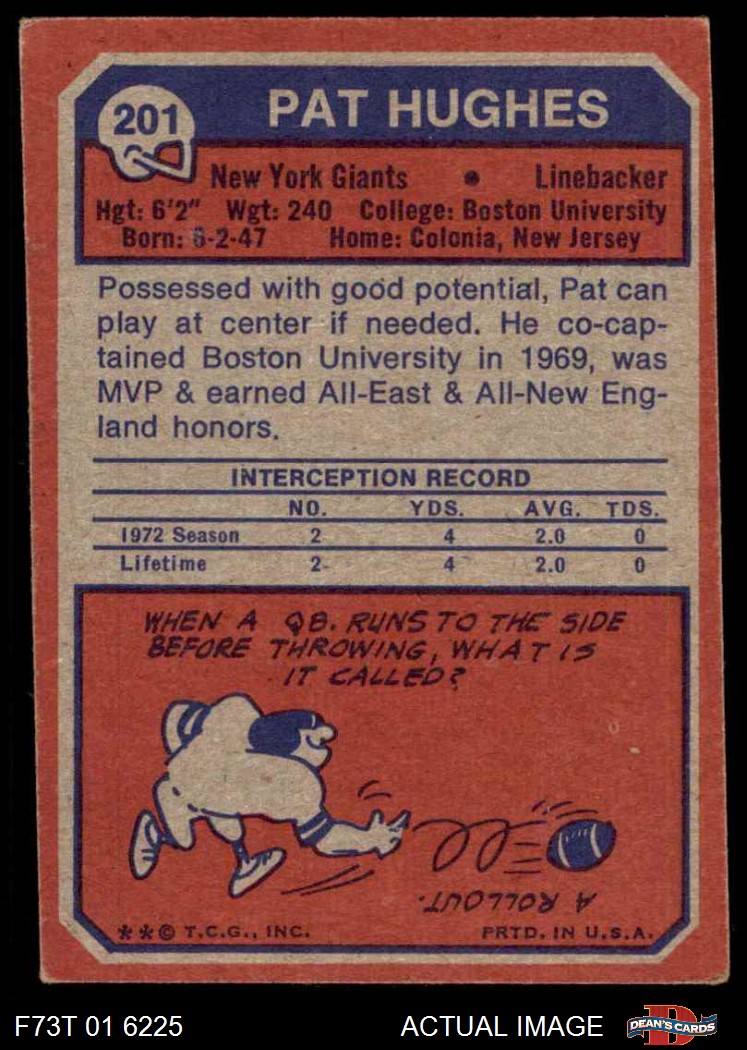 201
PAT HUGHES
New York Giants • Linebacker
Hgt: 6'2" Wgt: 240 College: Boston University
Born: 6-2-47 Home: Colonia, New Jersey
Possessed with good potential, Pat can
play at center if needed. He co-cap-
tained Boston University in 1969, was
MVP & earned All-East & All-New Eng-
land honors.
INTERCEPTION RECORD
NO. YDS. AVG. TDS.
1972 Season 2 4 2.0 0
Lifetime 2 4 2.0 0
WHEN A QB. RUNS TO THE SIDE
BEFORE THROWING, WHAT IS
IT CALLED?
A ROLLOUT.
**© T.C.G., INC. PRTD. IN U.S.A.
F73T 01 6225 ACTUAL IMAGE D DEAN'S CARDS